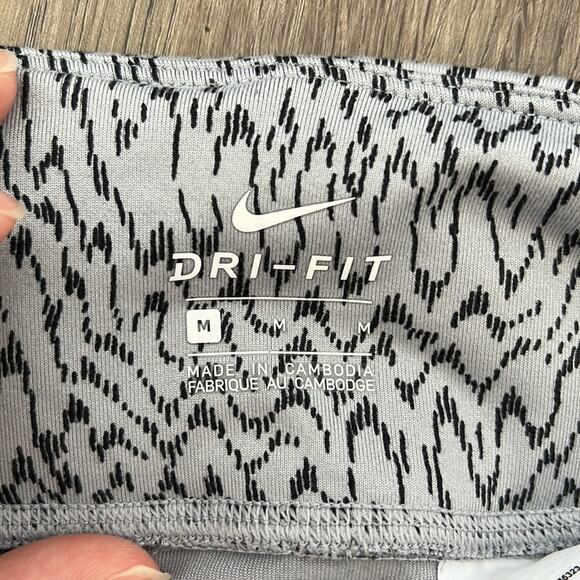 DRI-FIT
M M M
MADE IN CAMBODIA
FABRIQUE AU CAMBODGE